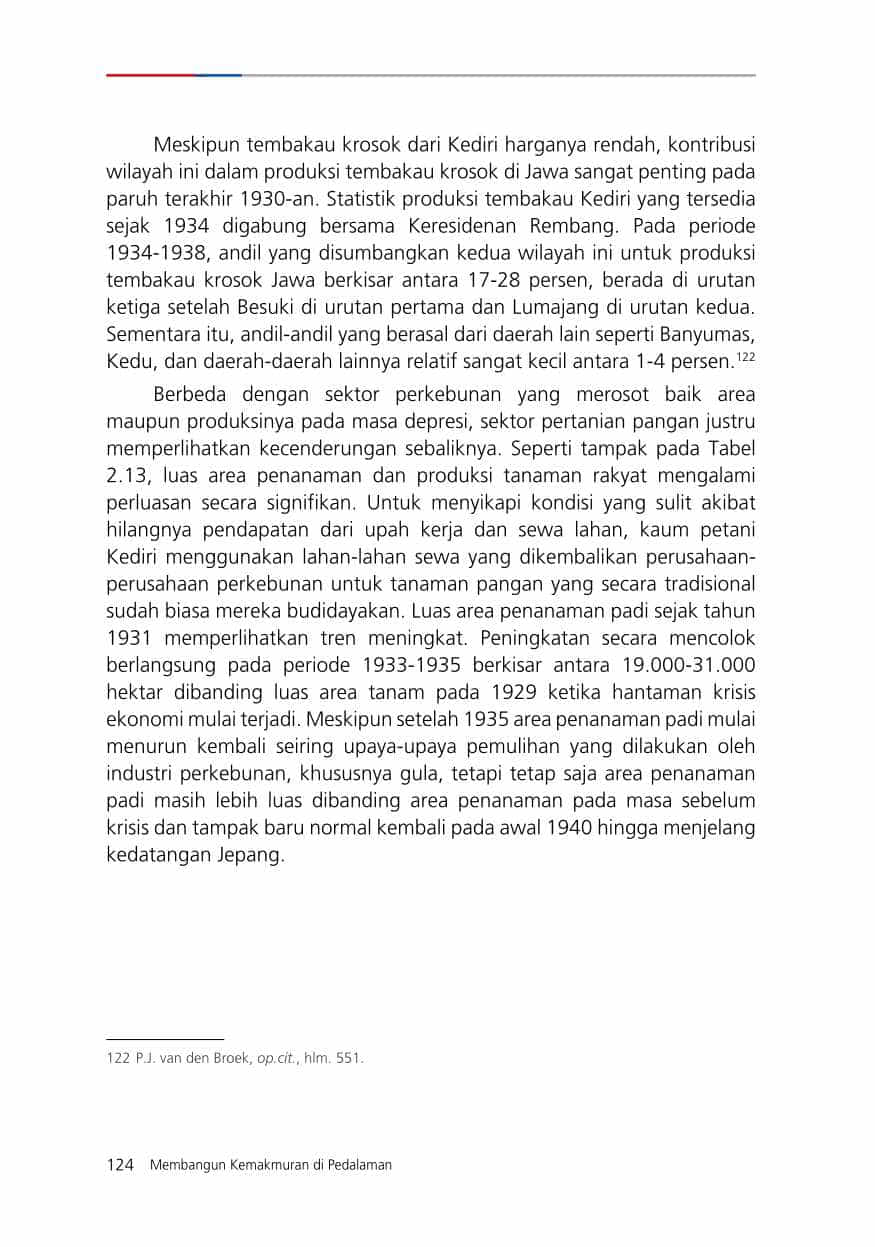 Meskipun tembakau krosok dari Kediri harganya rendah, kontribusi
wilayah ini dalam produksi tembakau krosok di Jawa sangat penting pada
paruh terakhir 1930-an. Statistik produksi tembakau Kediri yang tersedia
sejak 1934 digabung bersama Keresidenan Rembang. Pada periode
1934-1938, andil yang disumbangkan kedua wilayah ini untuk produksi
tembakau krosok Jawa berkisar antara 17-28 persen, berada di urutan
ketiga setelah Besuki di urutan pertama dan Lumajang di urutan kedua.
Sementara itu, andil-andil yang berasal dari daerah lain seperti Banyumas,
Kedu, dan daerah-daerah lainnya relatif sangat kecil antara 1-4 persen.122
Berbeda dengan sektor perkebunan yang merosot baik area
maupun produksinya pada masa depresi, sektor pertanian pangan justru
memperlihatkan kecenderungan sebaliknya. Seperti tampak pada Tabel
2.13, luas area penanaman dan produksi tanaman rakyat mengalami
perluasan secara signifikan. Untuk menyikapi kondisi yang sulit akibat
hilangnya pendapatan dari upah kerja dan sewa lahan, kaum petani
Kediri menggunakan lahan-lahan sewa yang dikembalikan perusahaan-
perusahaan perkebunan untuk tanaman pangan yang secara tradisional
sudah biasa mereka budidayakan. Luas area penanaman padi sejak tahun
1931 memperlihatkan tren meningkat. Peningkatan secara mencolok
berlangsung pada periode 1933-1935 berkisar antara 19.000-31.000
hektar dibanding luas area tanam pada 1929 ketika hantaman krisis
ekonomi mulai terjadi. Meskipun setelah 1935 area penanaman padi mulai
menurun kembali seiring upaya-upaya pemulihan yang dilakukan oleh
industri perkebunan, khususnya gula, tetapi tetap saja area penanaman
padi masih lebih luas dibanding area penanaman pada masa sebelum
krisis dan tampak baru normal kembali pada awal 1940 hingga menjelang
kedatangan Jepang.
122 P.J. van den Broek, op.cit., hlm. 551.
124 Membangun Kemakmuran di Pedalaman